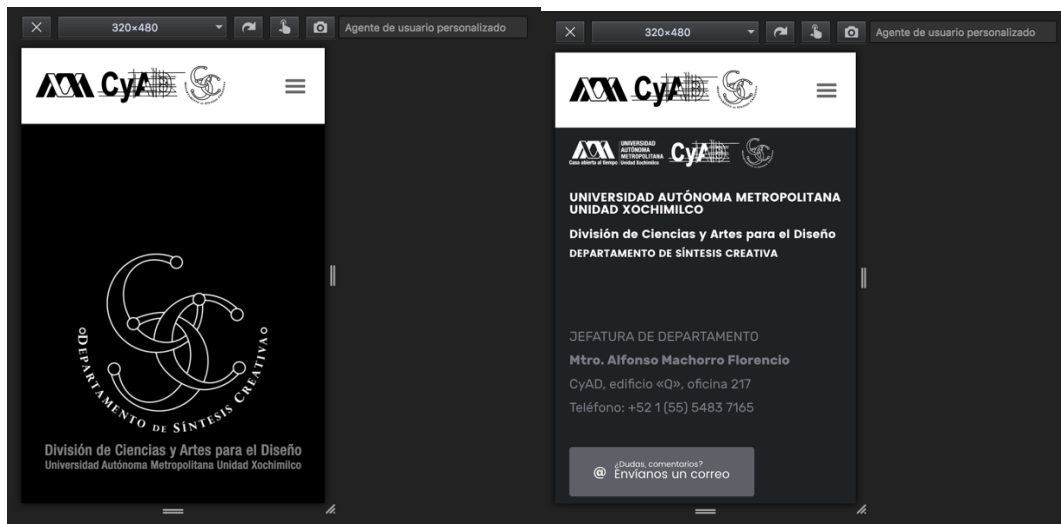 320×480
Agente de usuario personalizado
CyAD
DEPARTAMENTO DE SÍNTESIS CREATIVA
División de Ciencias y Artes para el Diseño
Universidad Autónoma Metropolitana Unidad Xochimilco
320×480
Agente de usuario personalizado
CyAD
UNIVERSIDAD
AUTÓNOMA
METROPOLITANA
Casa abierta al tiempo Unidad Xochimilco
CyAD
UNIVERSIDAD AUTÓNOMA METROPOLITANA
UNIDAD XOCHIMILCO
División de Ciencias y Artes para el Diseño
DEPARTAMENTO DE SÍNTESIS CREATIVA
JEFATURA DE DEPARTAMENTO
Mtro. Alfonso Machorro Florencio
CyAD, edificio «Q», oficina 217
Teléfono: +52 1 (55) 5483 7165
¿Dudas, comentarios?
@ Envíanos un correo